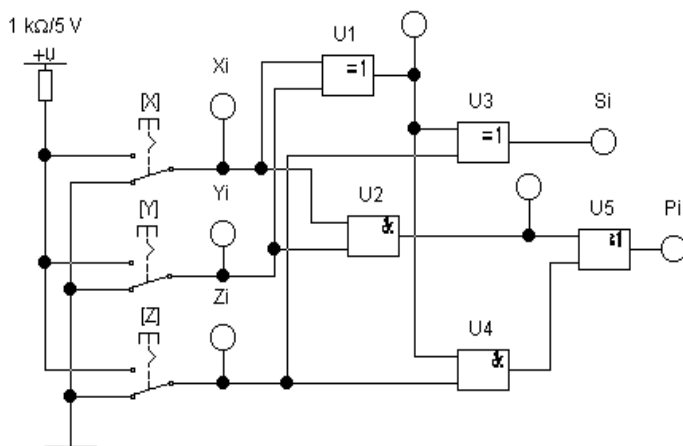 1 kΩ/5 V
+U
U1
=1
[X]
Xi
U3
=1
Si
Yi
[Y]
U2
&
U5
≥1
Pi
Zi
[Z]
U4
&